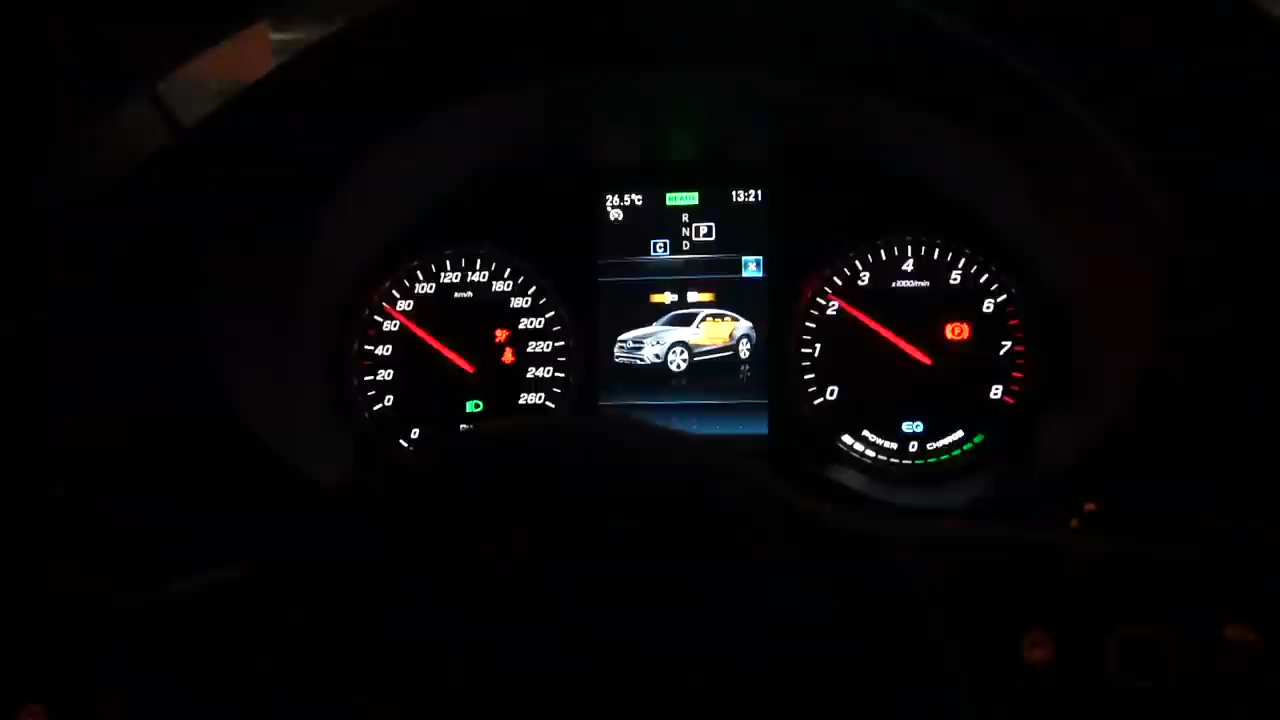 26.5°C READY 13:21
R
N P
C D
0 20 40 60 80 100 120 140 160 180 200 220 240 260
km/h
0
0 1 2 3 4 5 6 7 8
x1000/min
P
EQ
POWER 0 CHARGE